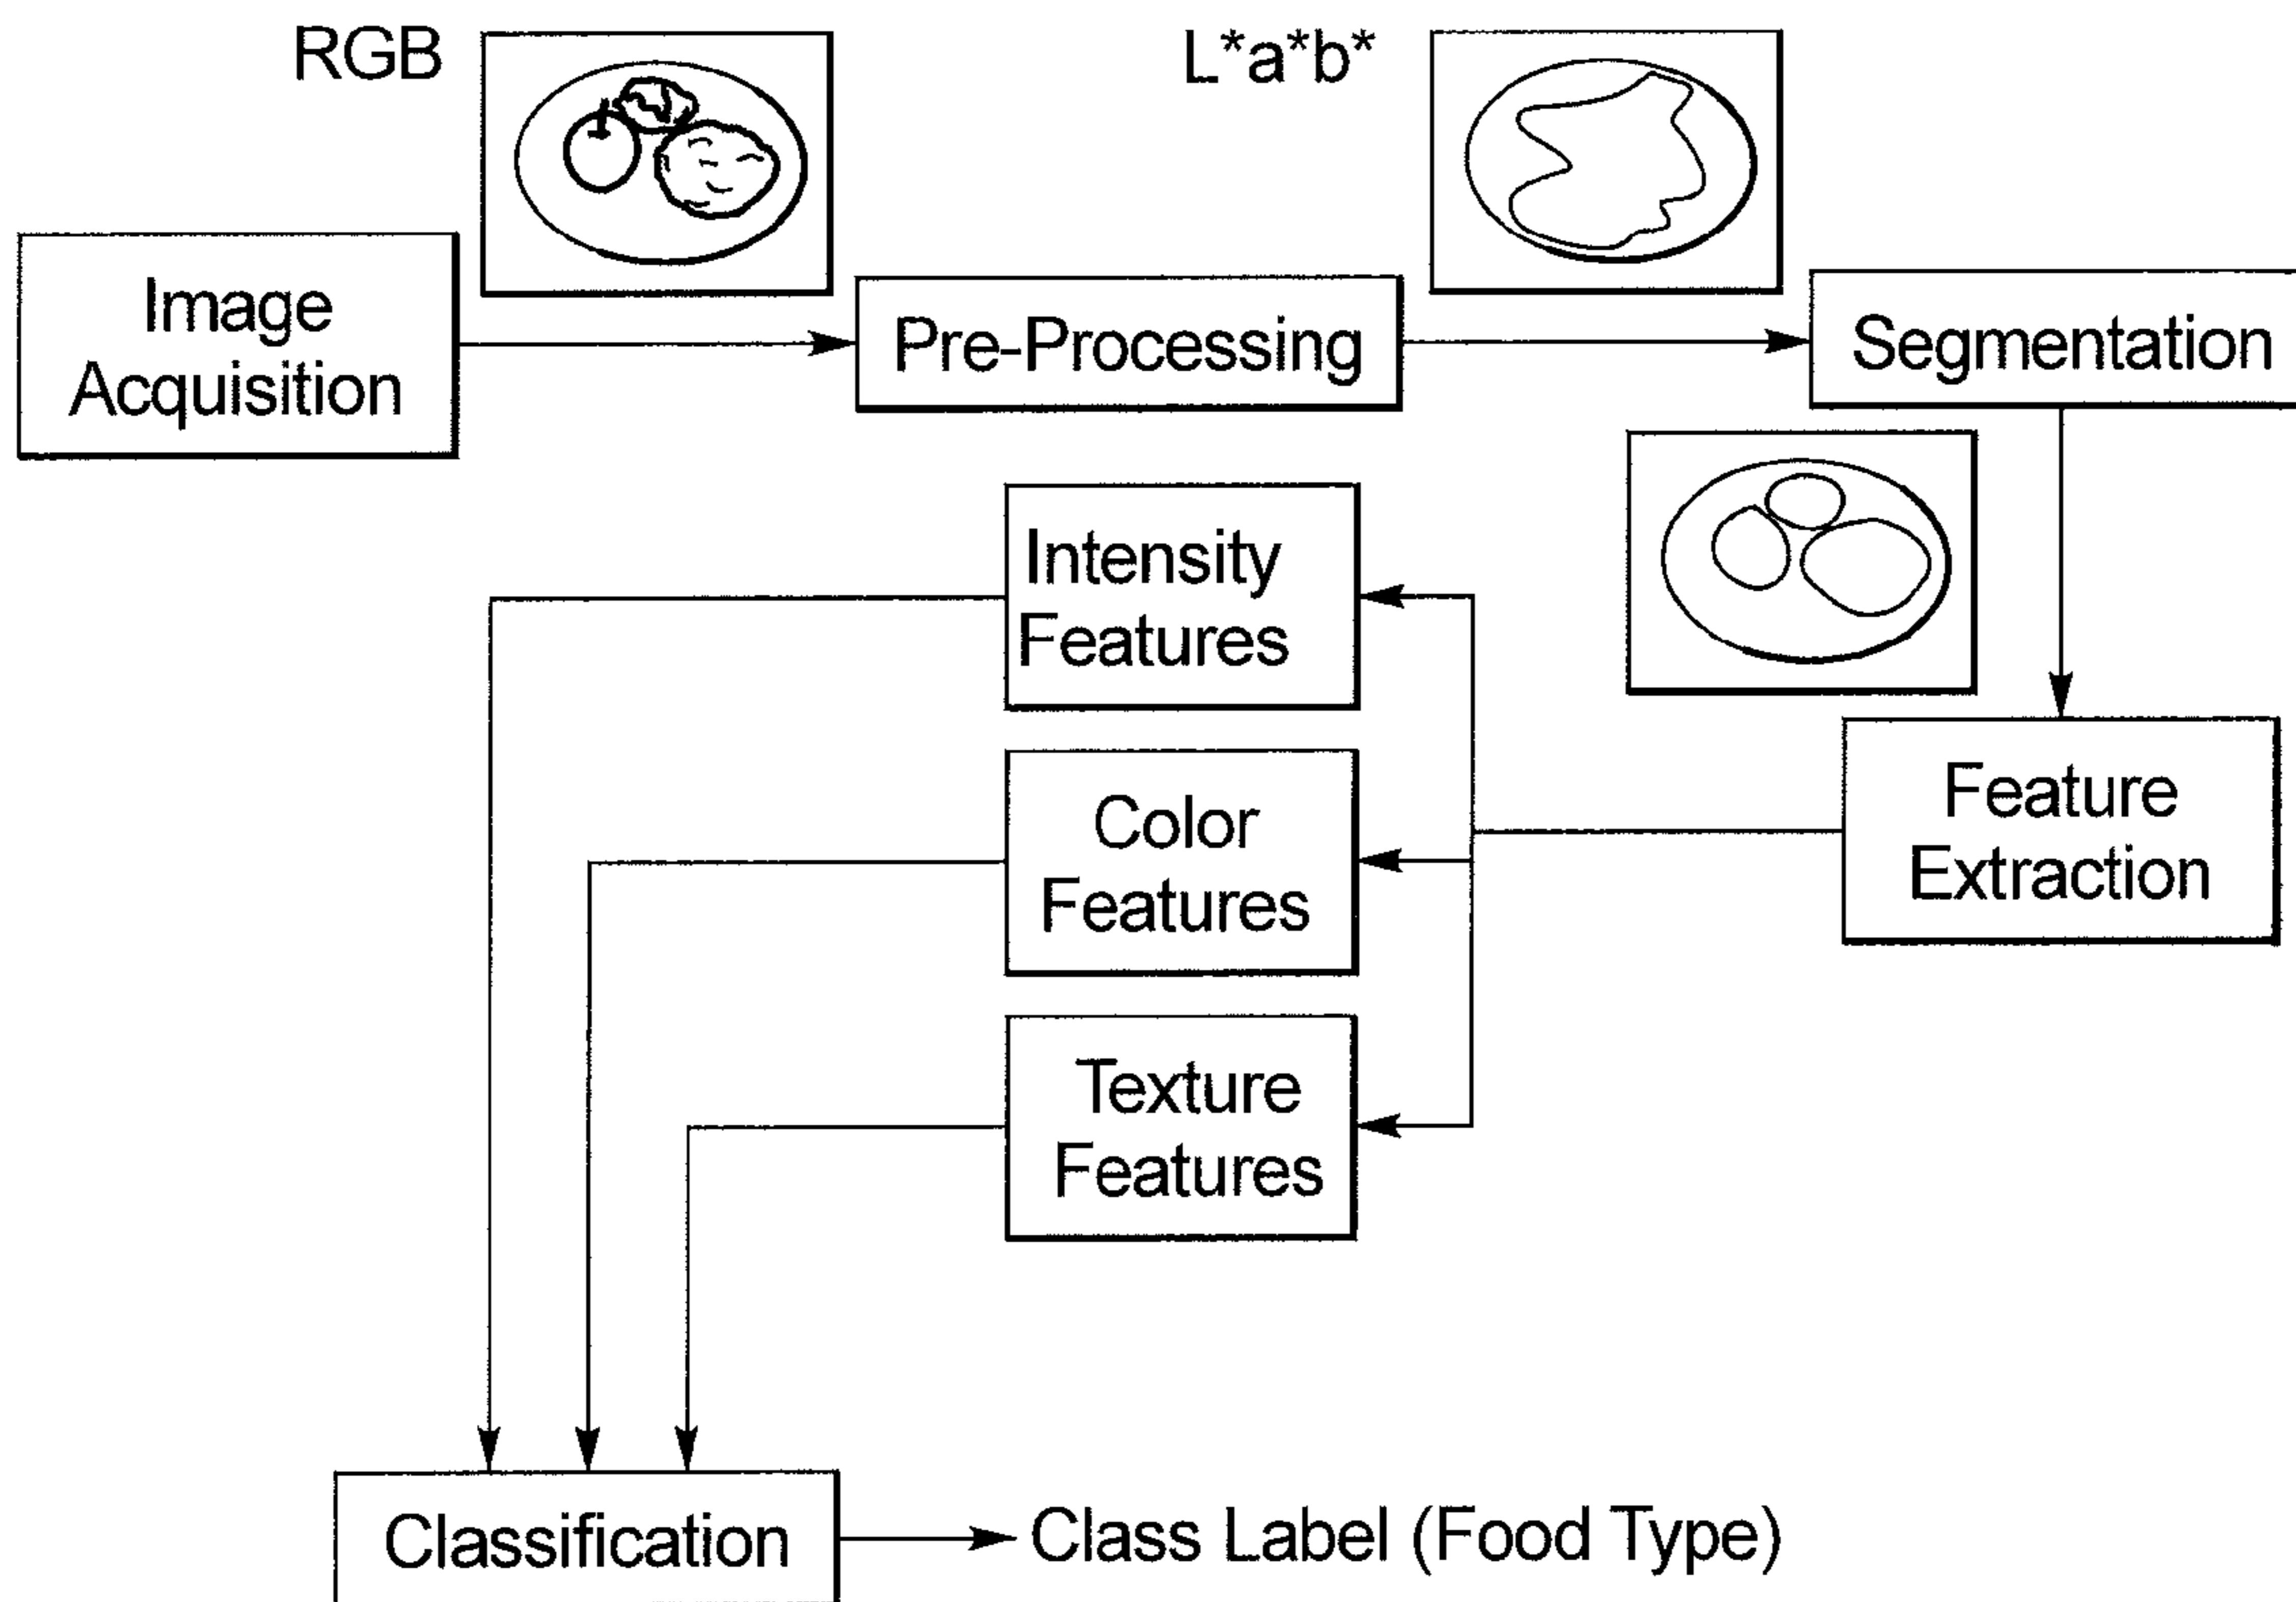 RGB
L*a*b*
Image
Acquisition
Pre-Processing
Segmentation
Intensity
Features
Color
Features
Feature
Extraction
Texture
Features
Classification
Class Label (Food Type)